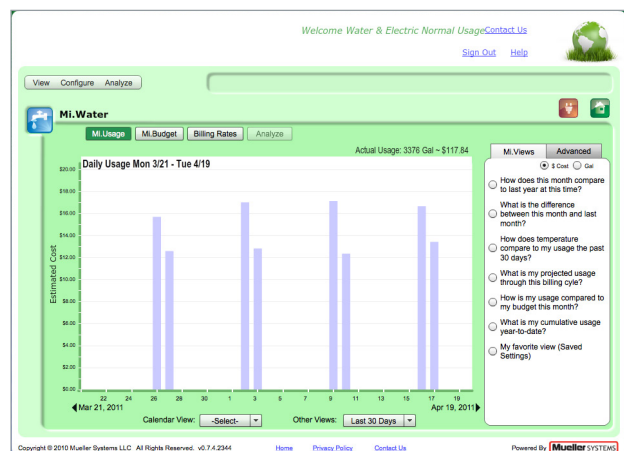 Welcome Water & Electric Normal Usage Contact Us
Sign Out Help
View Configure Analyze
Mi.Water
Mi.Usage Mi.Budget Billing Rates Analyze
Actual Usage: 3376 Gal ~ $117.84
Daily Usage Mon 3/21 - Tue 4/19
Estimated Cost
$20.00
$18.00
$16.00
$14.00
$12.00
$10.00
$8.00
$6.00
$4.00
$2.00
$0.00
22 24 26 28 30 1 3 5 7 9 11 13 15 17 19
Mar 21, 2011 Apr 19, 2011
Calendar View: -Select- Other Views: Last 30 Days
Mi.Views Advanced
$ Cost Gal
How does this month compare
to last year at this time?
What is the difference
between this month and last
month?
How does temperature
compare to my usage the past
30 days?
What is my projected usage
through this billing cyle?
How is my usage compared to
my budget this month?
What is my cumulative usage
year-to-date?
My favorite view (Saved
Settings)
Copyright © 2010 Mueller Systems LLC All Rights Reserved. v0.7.4.2344 Home Privacy Policy Contact Us Powered By Mueller SYSTEMS